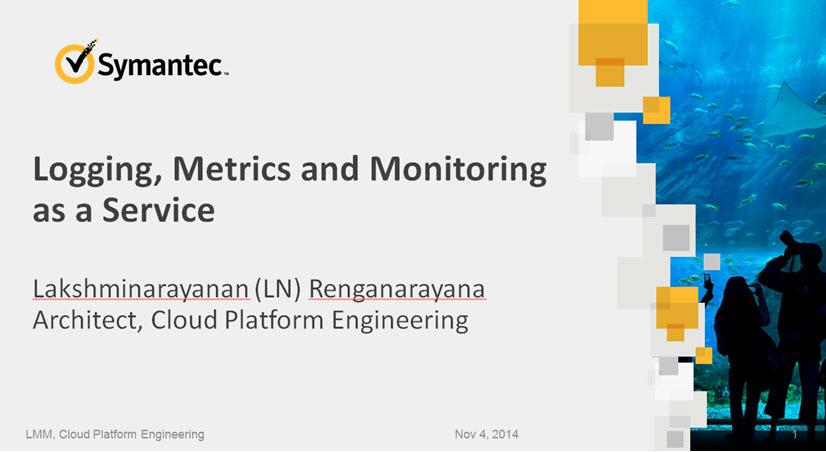 Symantec™
Logging, Metrics and Monitoring
as a Service
Lakshminarayanan (LN) Renganarayana
Architect, Cloud Platform Engineering
LMM, Cloud Platform Engineering
Nov 4, 2014
1